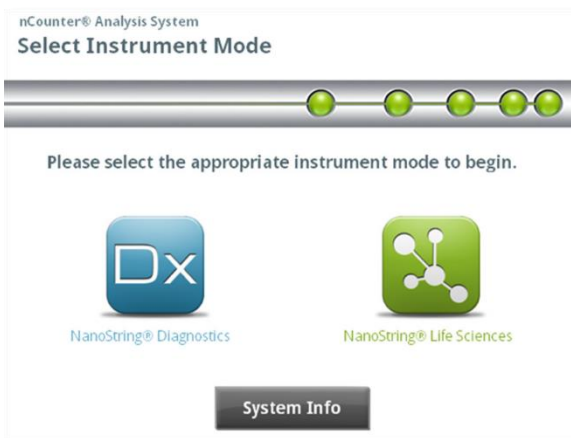 nCounter® Analysis System
Select Instrument Mode
Please select the appropriate instrument mode to begin.
Dx
NanoString® Diagnostics
NanoString® Life Sciences
System Info